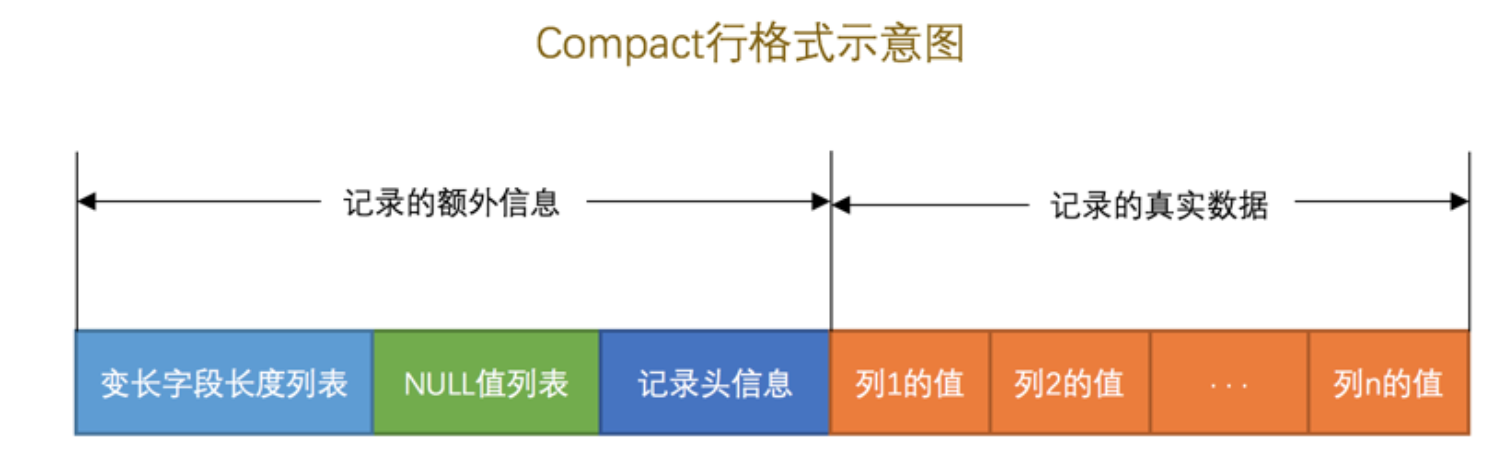 Compact行格式示意图
记录的额外信息 记录的真实数据
变长字段长度列表 NULL值列表 记录头信息 列1的值 列2的值 ··· 列n的值